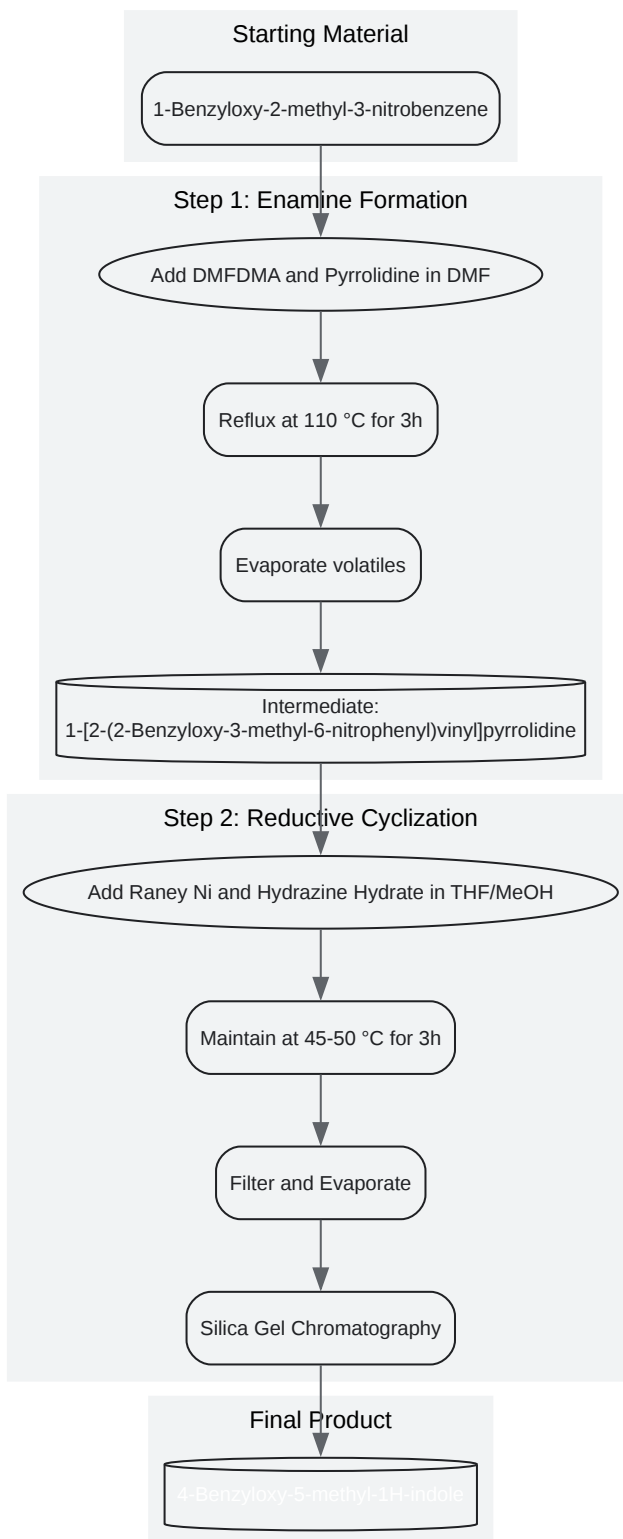 Starting Material
1-Benzyloxy-2-methyl-3-nitrobenzene
Step 1: Enamine Formation
Add DMFDMA and Pyrrolidine in DMF
Reflux at 110 °C for 3h
Evaporate volatiles
Intermediate:
1-[2-(2-Benzyloxy-3-methyl-6-nitrophenyl)vinyl]pyrrolidine
Step 2: Reductive Cyclization
Add Raney Ni and Hydrazine Hydrate in THF/MeOH
Maintain at 45-50 °C for 3h
Filter and Evaporate
Silica Gel Chromatography
Final Product
4-Benzyloxy-5-methyl-1H-indole